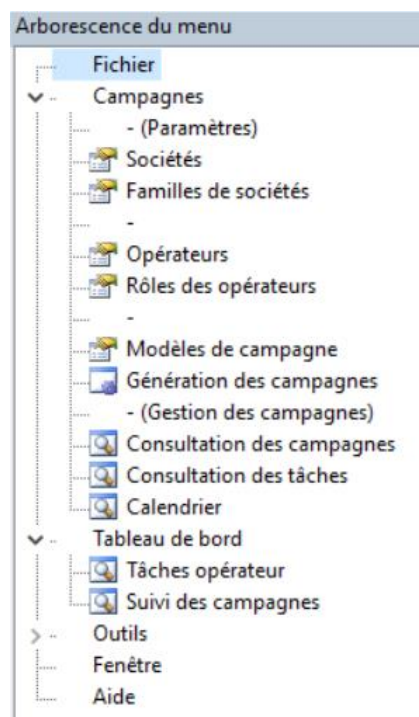 Arborescence du menu
Fichier
Campagnes
- (Paramètres)
Sociétés
Familles de sociétés
-
Opérateurs
Rôles des opérateurs
-
Modèles de campagne
Génération des campagnes
- (Gestion des campagnes)
Consultation des campagnes
Consultation des tâches
Calendrier
Tableau de bord
Tâches opérateur
Suivi des campagnes
Outils
Fenêtre
Aide